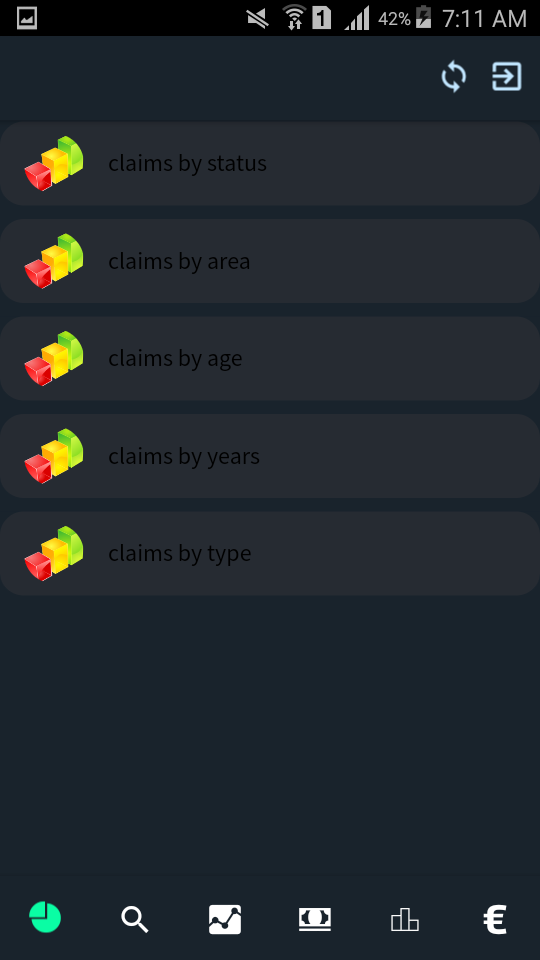 1 42% 7:11 AM
claims by status
claims by area
claims by age
claims by years
claims by type
€